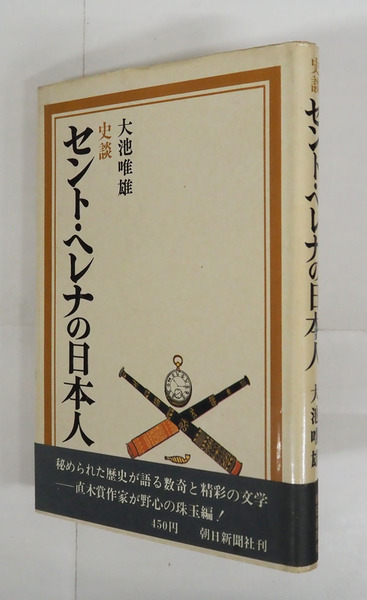 大池唯雄
史談
セント・ヘレナの日本人
秘められた歴史が語る数奇と精彩の文学
――直木賞作家が野心の珠玉編！
450円 朝日新聞社刊
史談 セント・ヘレナの日本人 大池唯雄